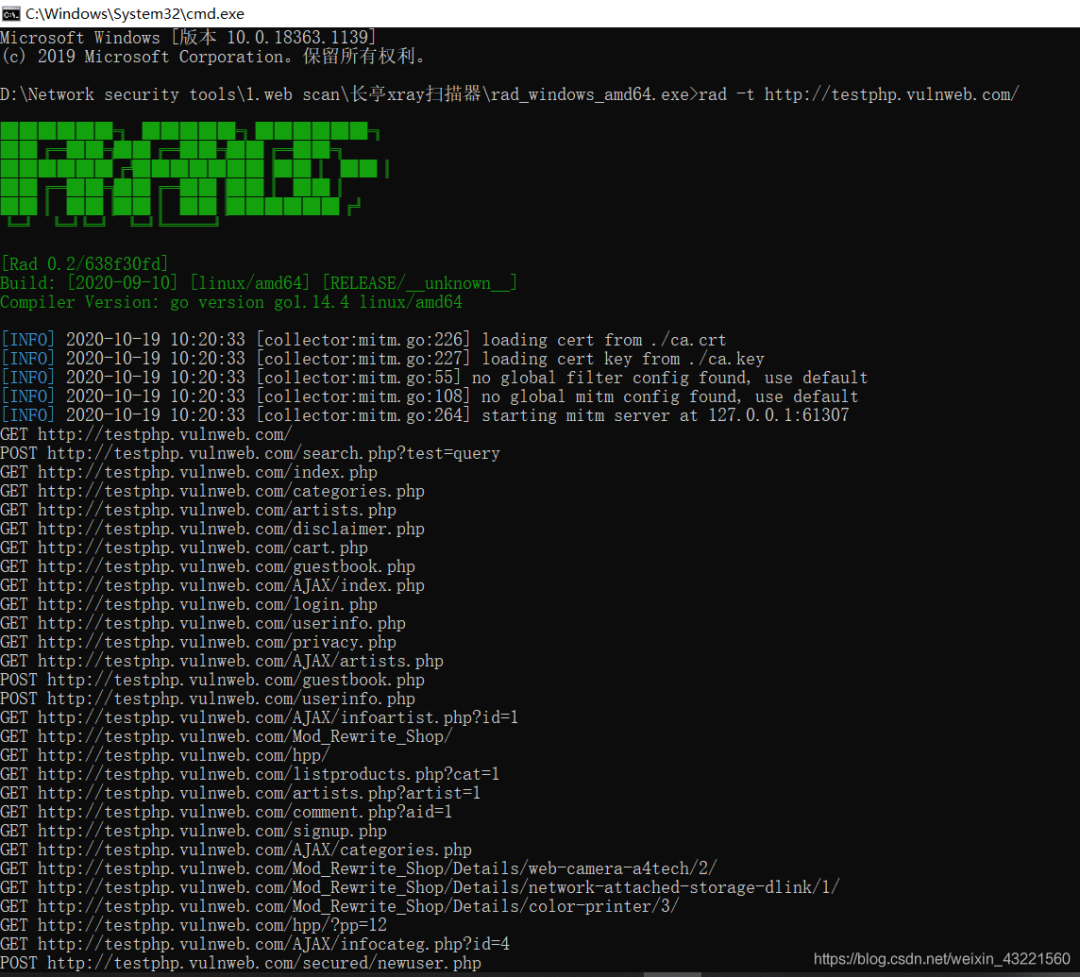 C:\Windows\System32\cmd.exe
Microsoft Windows [版本 10.0.18363.1139]
(c) 2019 Microsoft Corporation。保留所有权利。
D:\Network security tools\1.web scan\长亭xray扫描器\rad_windows_amd64.exe>rad -t http://testphp.vulnweb.com/
RAD
[Rad 0.2/638f30fd]
Build: [2020-09-10] [linux/amd64] [RELEASE/__unknown__]
Compiler Version: go version go1.14.4 linux/amd64
[INFO] 2020-10-19 10:20:33 [collector:mitm.go:226] loading cert from ./ca.crt
[INFO] 2020-10-19 10:20:33 [collector:mitm.go:227] loading cert key from ./ca.key
[INFO] 2020-10-19 10:20:33 [collector:mitm.go:55] no global filter config found, use default
[INFO] 2020-10-19 10:20:33 [collector:mitm.go:108] no global mitm config found, use default
[INFO] 2020-10-19 10:20:33 [collector:mitm.go:264] starting mitm server at 127.0.0.1:61307
GET http://testphp.vulnweb.com/
POST http://testphp.vulnweb.com/search.php?test=query
GET http://testphp.vulnweb.com/index.php
GET http://testphp.vulnweb.com/categories.php
GET http://testphp.vulnweb.com/artists.php
GET http://testphp.vulnweb.com/disclaimer.php
GET http://testphp.vulnweb.com/cart.php
GET http://testphp.vulnweb.com/guestbook.php
GET http://testphp.vulnweb.com/AJAX/index.php
GET http://testphp.vulnweb.com/login.php
GET http://testphp.vulnweb.com/userinfo.php
GET http://testphp.vulnweb.com/privacy.php
GET http://testphp.vulnweb.com/AJAX/artists.php
POST http://testphp.vulnweb.com/guestbook.php
POST http://testphp.vulnweb.com/userinfo.php
GET http://testphp.vulnweb.com/AJAX/infoartist.php?id=1
GET http://testphp.vulnweb.com/Mod_Rewrite_Shop/
GET http://testphp.vulnweb.com/hpp/
GET http://testphp.vulnweb.com/listproducts.php?cat=1
GET http://testphp.vulnweb.com/artists.php?artist=1
GET http://testphp.vulnweb.com/comment.php?aid=1
GET http://testphp.vulnweb.com/signup.php
GET http://testphp.vulnweb.com/AJAX/categories.php
GET http://testphp.vulnweb.com/Mod_Rewrite_Shop/Details/web-camera-a4tech/2/
GET http://testphp.vulnweb.com/Mod_Rewrite_Shop/Details/network-attached-storage-dlink/1/
GET http://testphp.vulnweb.com/Mod_Rewrite_Shop/Details/color-printer/3/
GET http://testphp.vulnweb.com/hpp/?pp=12
GET http://testphp.vulnweb.com/AJAX/infocateg.php?id=4
POST http://testphp.vulnweb.com/secured/newuser.php
https://blog.csdn.net/weixin_43221560